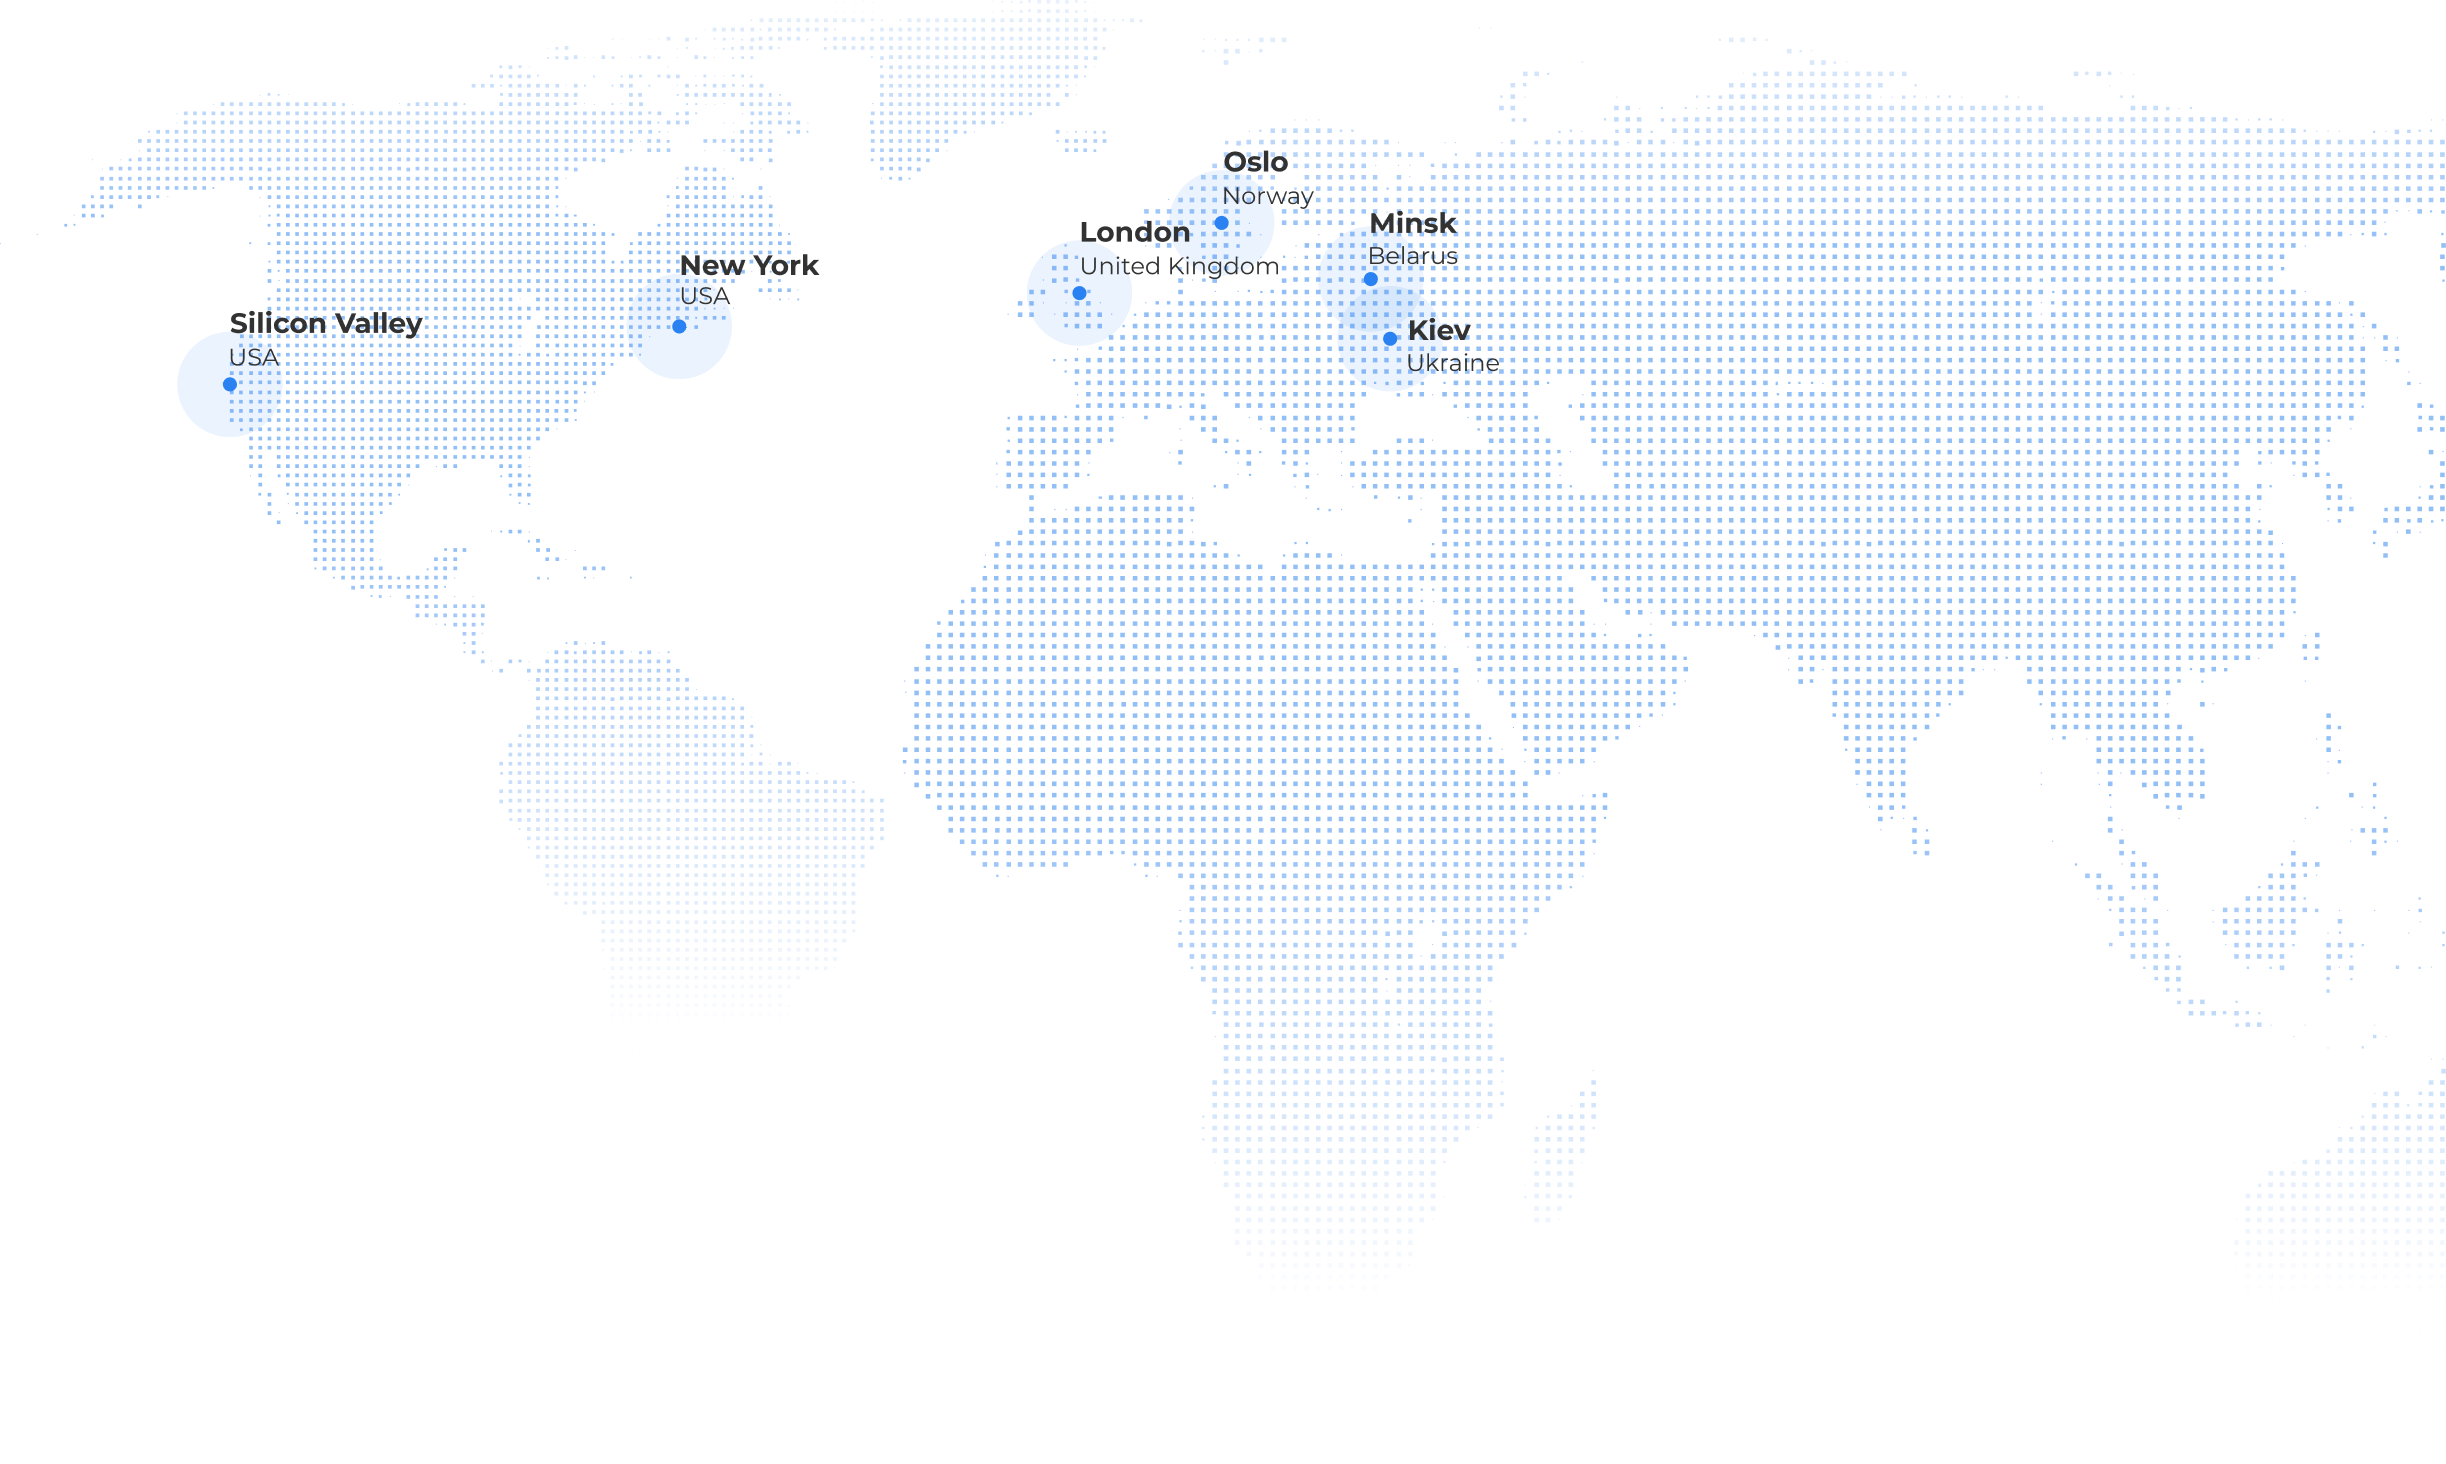 Oslo
Norway
Minsk
Belarus
London
United Kingdom
New York
USA
Silicon Valley
USA
Kiev
Ukraine